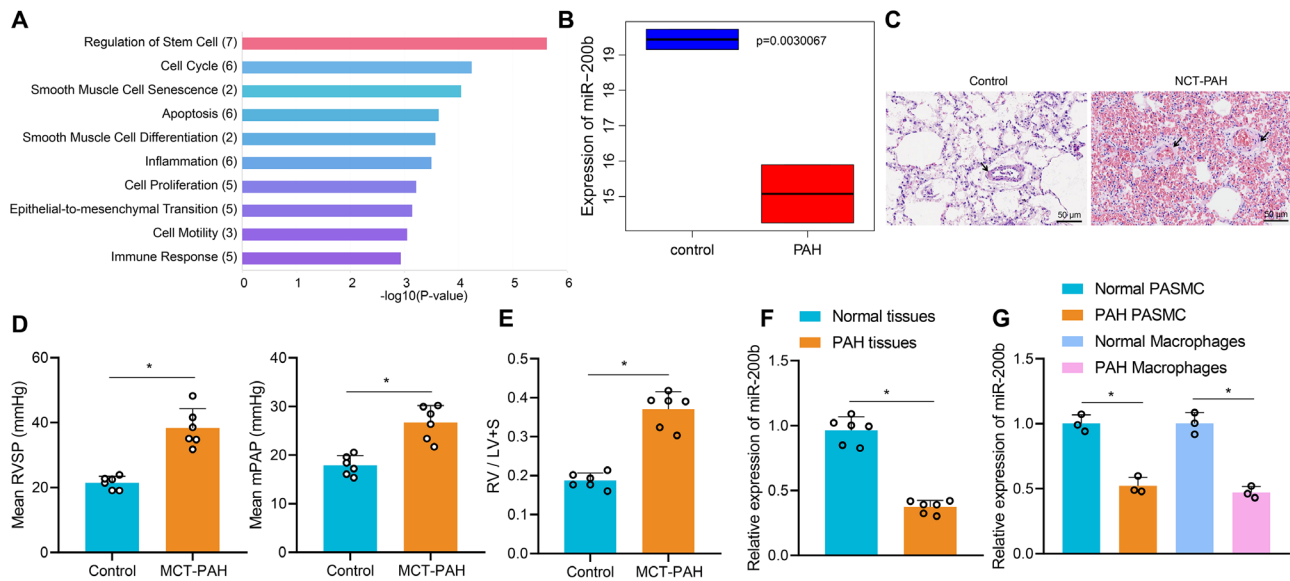 A
Regulation of Stem Cell (7)
Cell Cycle (6)
Smooth Muscle Cell Senescence (2)
Apoptosis (6)
Smooth Muscle Cell Differentiation (2)
Inflammation (6)
Cell Proliferation (5)
Epithelial-to-mesenchymal Transition (5)
Cell Motility (3)
Immune Response (5)
0 1 2 3 4 5 6
-log10(P-value)
B
Expression of miR−200b
19
18
17
16
15
p=0.0030067
control PAH
C
Control
50 µm
NCT-PAH
50 µm
D
Mean RVSP (mmHg)
60
40
20
0
*
Control MCT-PAH
Mean mPAP (mmHg)
40
30
20
10
0
*
Control MCT-PAH
E
RV / LV+S
0.4
0.3
0.2
0.1
0.0
*
Control MCT-PAH
F
Normal tissues
PAH tissues
Relative expression of miR-200b
1.5
1.0
0.5
0.0
*
G
Normal PASMC
PAH PASMC
Normal Macrophages
PAH Macrophages
Relative expression of miR-200b
1.5
1.0
0.5
0.0
*
*